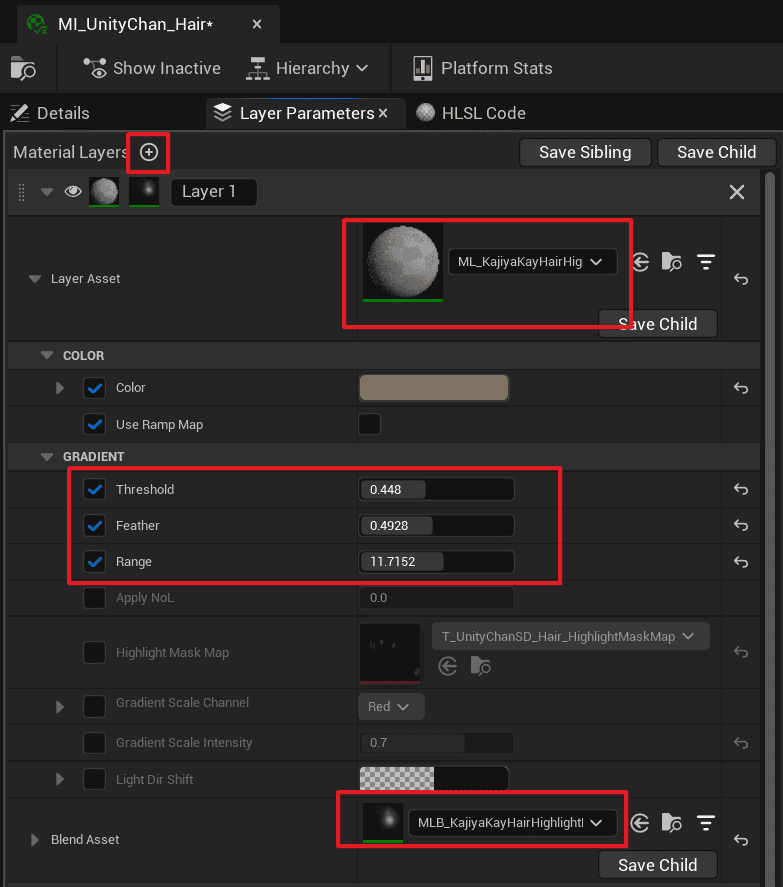 MI_UnityChan_Hair*
Show Inactive
Hierarchy
Platform Stats
Details
Layer Parameters
HLSL Code
Material Layers
Save Sibling
Save Child
Layer 1
Layer Asset
ML_KajiyaKayHairHig
Save Child
COLOR
Color
Use Ramp Map
GRADIENT
Threshold
0.448
Feather
0.4928
Range
11.7152
Apply NoL
0.0
Highlight Mask Map
T_UnityChanSD_Hair_HighlightMaskMap
Gradient Scale Channel
Red
Gradient Scale Intensity
0.7
Light Dir Shift
Blend Asset
MLB_KajiyaKayHairHighlight
Save Child